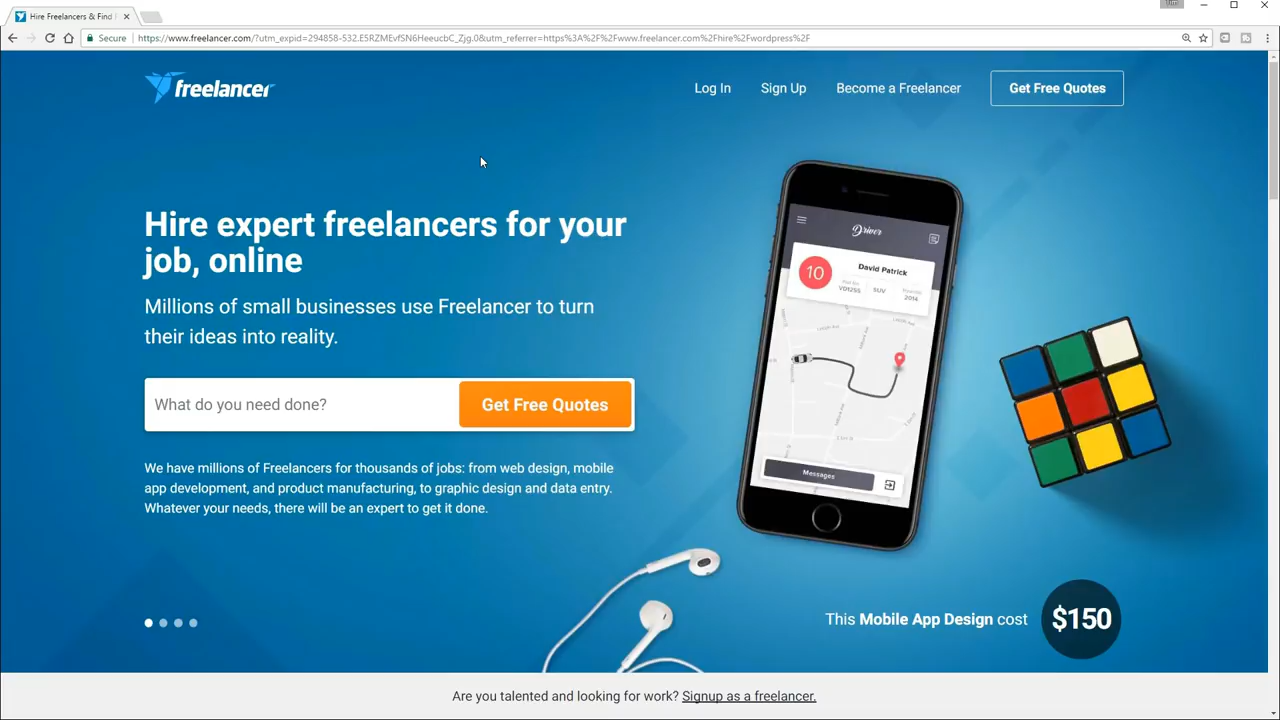 Hire Freelancers & Find
Secure
https://www.freelancer.com/?utm_expid=294858-532.E5RZMEvfSN6HeeucbC_Zjg.0&utm_referrer=https%3A%2F%2Fwww.freelancer.com%2Fhire%2Fwordpress%2F
freelancer
Log In
Sign Up
Become a Freelancer
Get Free Quotes
Hire expert freelancers for your
job, online
Millions of small businesses use Freelancer to turn
their ideas into reality.
What do you need done?
Get Free Quotes
We have millions of Freelancers for thousands of jobs: from web design, mobile
app development, and product manufacturing, to graphic design and data entry.
Whatever your needs, there will be an expert to get it done.
Driver
10
David Patrick
VD1255
SUV
2014
Messages
This Mobile App Design cost
$150
Are you talented and looking for work? Signup as a freelancer.